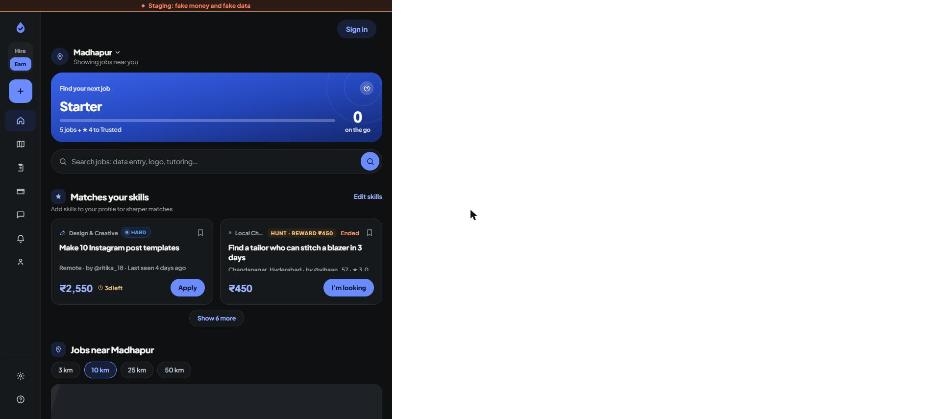 Staging: fake money and fake data
Sign in
Hire
Earn
Madhapur
Showing jobs near you
Find your next job
Starter
0
on the go
5 jobs + ★ 4 to Trusted
Search jobs: data entry, logo, tutoring...
Matches your skills
Edit skills
Add skills to your profile for sharper matches
Design & Creative HARD
Make 10 Instagram post templates
Remote · by @ritika_18 · Last seen 4 days ago
₹2,550 3d left
Apply
Local Ch... HUNT · REWARD ₹450 Ended
Find a tailor who can stitch a blazer in 3
days
Chandanagar, Hyderabad
₹450
I'm looking
Show 6 more
Jobs near Madhapur
3 km
10 km
25 km
50 km